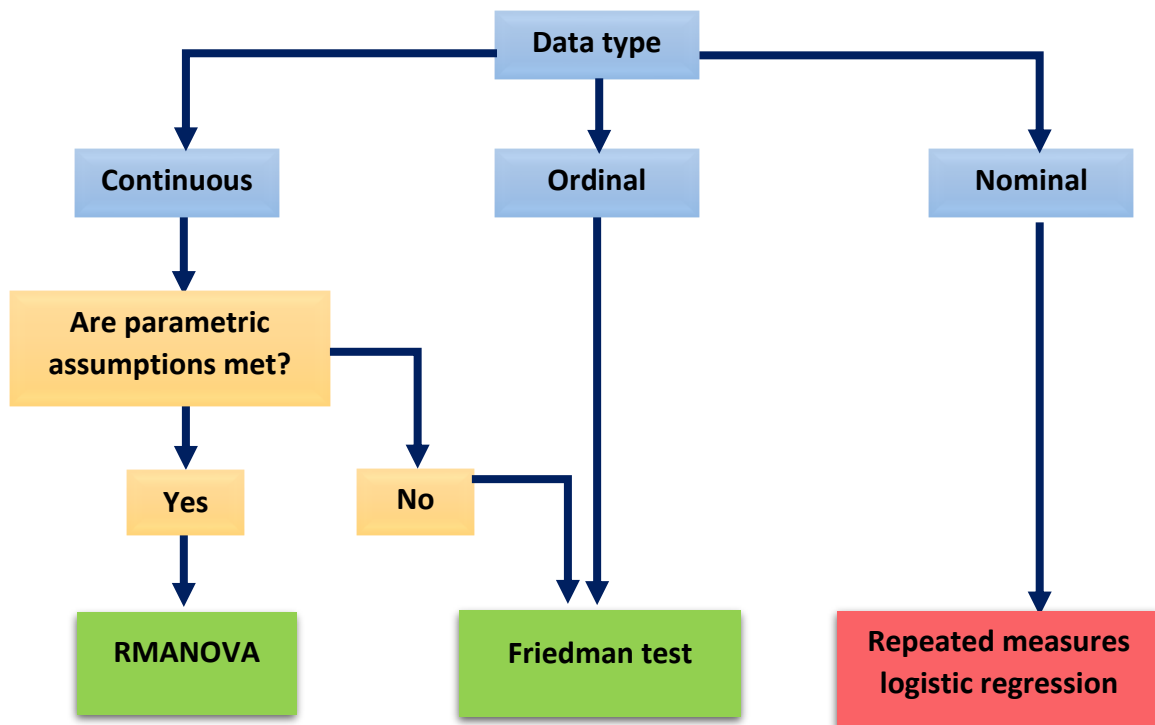 Data type
Continuous
Ordinal
Nominal
Are parametric
assumptions met?
Yes
No
RMANOVA
Friedman test
Repeated measures
logistic regression